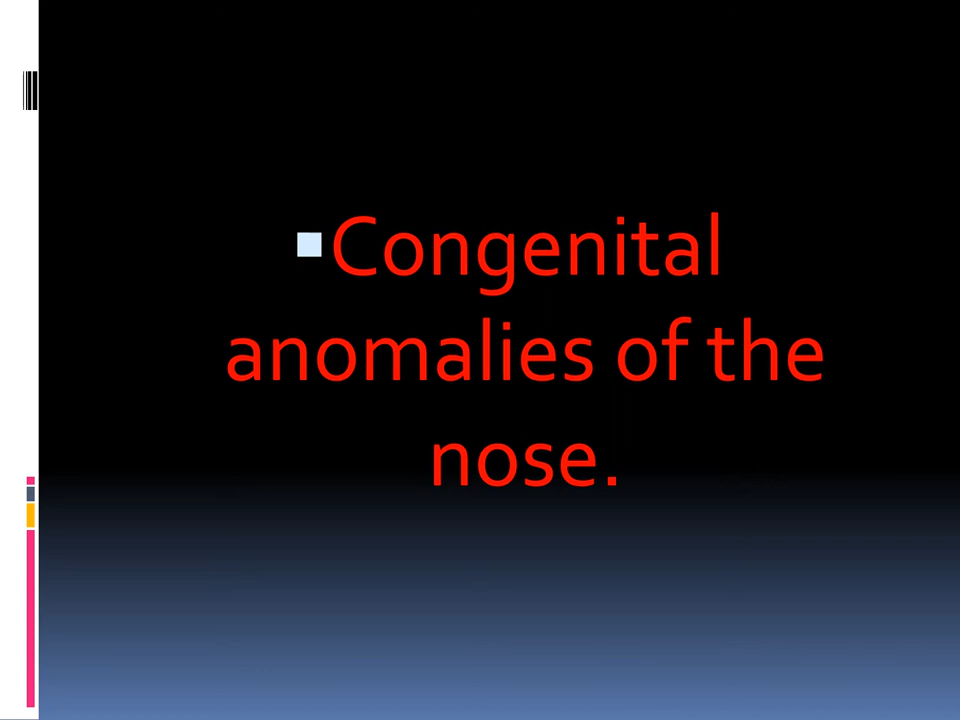 ▪Congenital
anomalies of the
nose.